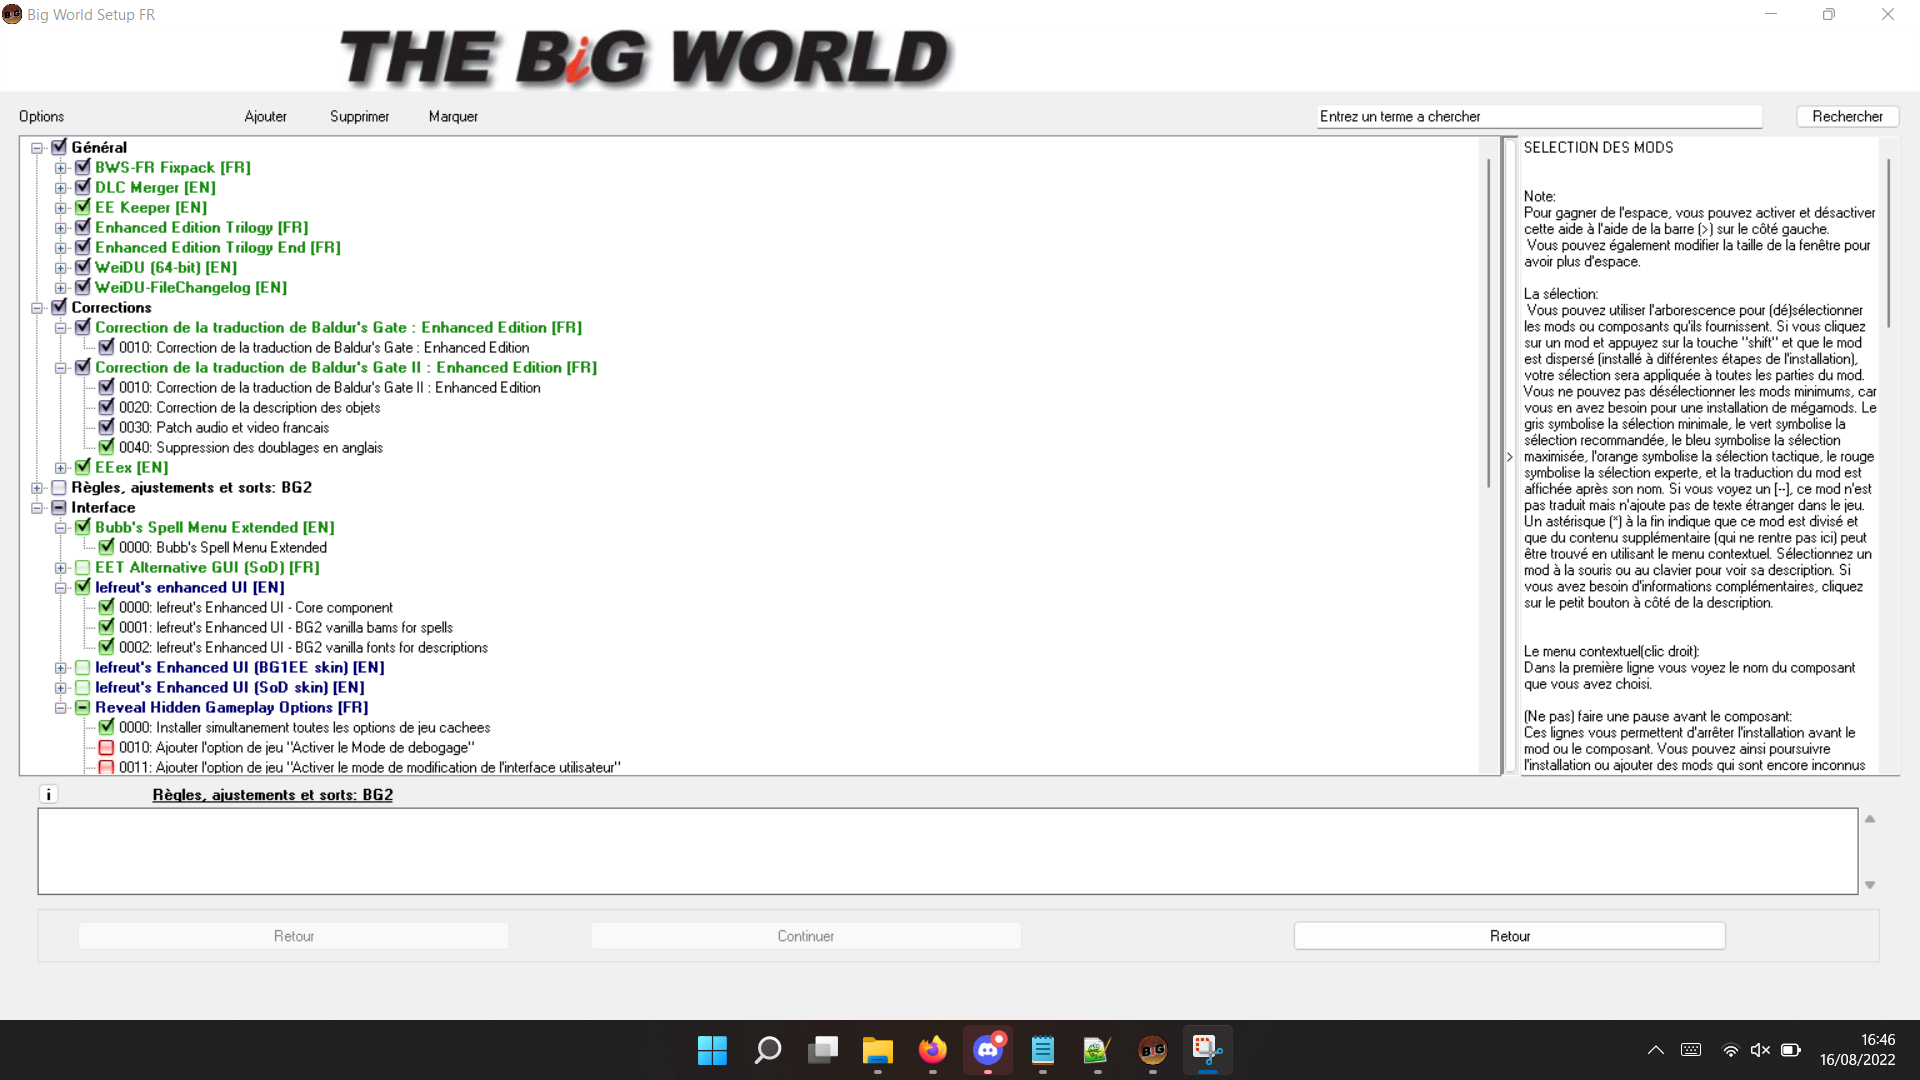 Big World Setup FR
THE BiG WORLD
Options
Ajouter
Supprimer
Marquer
Entrez un terme a chercher
Rechercher
Général
BWS-FR Fixpack [FR]
DLC Merger [EN]
EE Keeper [EN]
Enhanced Edition Trilogy [FR]
Enhanced Edition Trilogy End [FR]
WeiDU (64-bit) [EN]
WeiDU-FileChangelog [EN]
Corrections
Correction de la traduction de Baldur's Gate : Enhanced Edition [FR]
0010: Correction de la traduction de Baldur's Gate : Enhanced Edition
Correction de la traduction de Baldur's Gate II : Enhanced Edition [FR]
0010: Correction de la traduction de Baldur's Gate II : Enhanced Edition
0020: Correction de la description des objets
0030: Patch audio et video francais
0040: Suppression des doublages en anglais
EEex [EN]
Règles, ajustements et sorts: BG2
Interface
Bubb's Spell Menu Extended [EN]
0000: Bubb's Spell Menu Extended
EET Alternative GUI (SoD) [FR]
lefreut's enhanced UI [EN]
0000: lefreut's Enhanced UI - Core component
0001: lefreut's Enhanced UI - BG2 vanilla bams for spells
0002: lefreut's Enhanced UI - BG2 vanilla fonts for descriptions
lefreut's Enhanced UI (BG1EE skin) [EN]
lefreut's Enhanced UI (SoD skin) [EN]
Reveal Hidden Gameplay Options [FR]
0000: Installer simultanement toutes les options de jeu cachees
0010: Ajouter l'option de jeu "Activer le Mode de debogage"
0011: Ajouter l'option de jeu "Activer le mode de modification de l'interface utilisateur"
>
SELECTION DES MODS
Note:
Pour gagner de l'espace, vous pouvez activer et désactiver
cette aide à l'aide de la barre (>) sur le côté gauche.
Vous pouvez également modifier la taille de la fenêtre pour
avoir plus d'espace.
La sélection:
Vous pouvez utiliser l'arborescence pour (dé)sélectionner
les mods ou composants qu'ils fournissent. Si vous cliquez
sur un mod et appuyez sur la touche "shift" et que le mod
est dispersé (installé à différentes étapes de l'installation),
votre sélection sera appliquée à toutes les parties du mod.
Vous ne pouvez pas désélectionner les mods minimums, car
vous en avez besoin pour une installation de mégamods. Le
gris symbolise la sélection minimale, le vert symbolise la
sélection recommandée, le bleu symbolise la sélection
maximisée, l'orange symbolise la sélection tactique, le rouge
symbolise la sélection experte, et la traduction du mod est
affichée après son nom. Si vous voyez un [--], ce mod n'est
pas traduit mais n'ajoute pas de texte étranger dans le jeu.
Un astérisque (*) à la fin indique que ce mod est divisé et
que du contenu supplémentaire (qui ne rentre pas ici) peut
être trouvé en utilisant le menu contextuel. Sélectionnez un
mod à la souris ou au clavier pour voir sa description. Si
vous avez besoin d'informations complémentaires, cliquez
sur le petit bouton à côté de la description.
Le menu contextuel(clic droit):
Dans la première ligne vous voyez le nom du composant
que vous avez choisi.
(Ne pas) faire une pause avant le composant:
Ces lignes vous permettent d'arrêter l'installation avant le
mod ou le composant. Vous pouvez ainsi poursuivre
l'installation ou ajouter des mods qui sont encore inconnus
i
Règles, ajustements et sorts: BG2
Retour
Continuer
Retour
16:46
16/08/2022